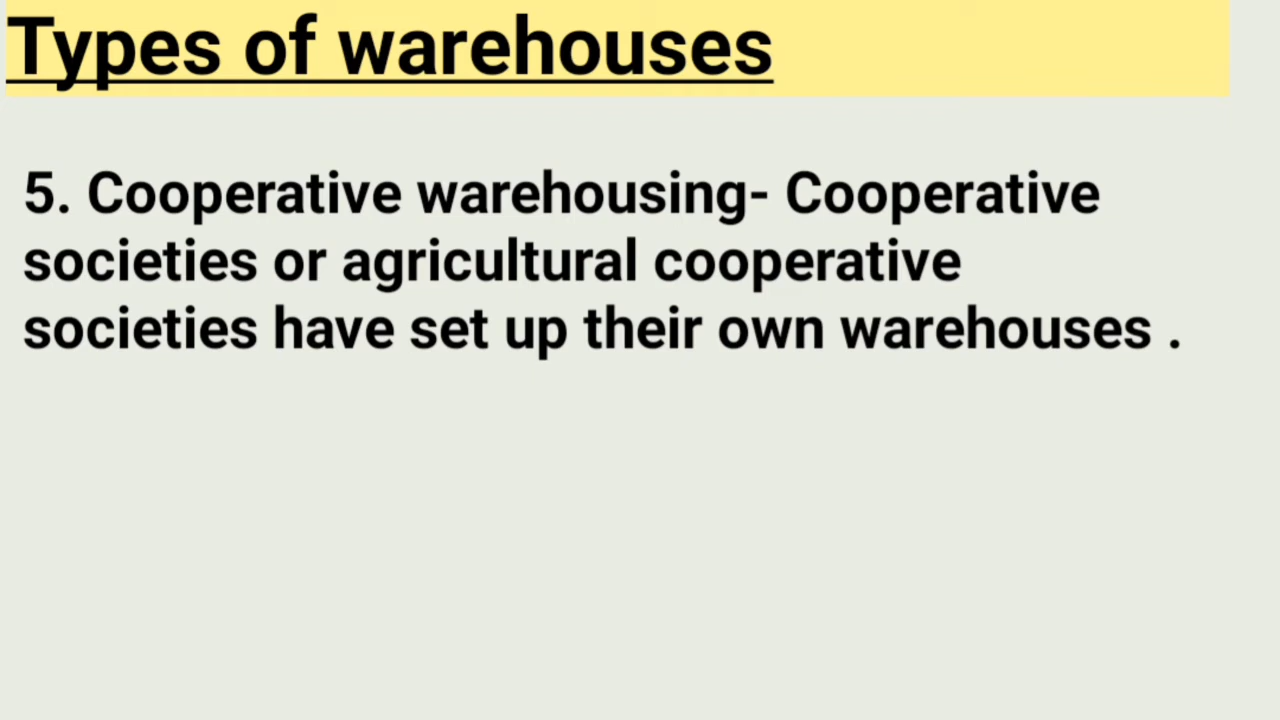 Types of warehouses
5. Cooperative warehousing- Cooperative
societies or agricultural cooperative
societies have set up their own warehouses .